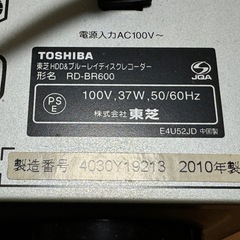 電源入力AC100V～
TOSHIBA
東芝HDD&ブルーレイディスクレコーダー
形名 RD-BR600
JQA
PS
E
100V, 37W, 50/60Hz
株式会社 東芝
E4U52JD 中国製
製造番号 4030Y19213 2010年製